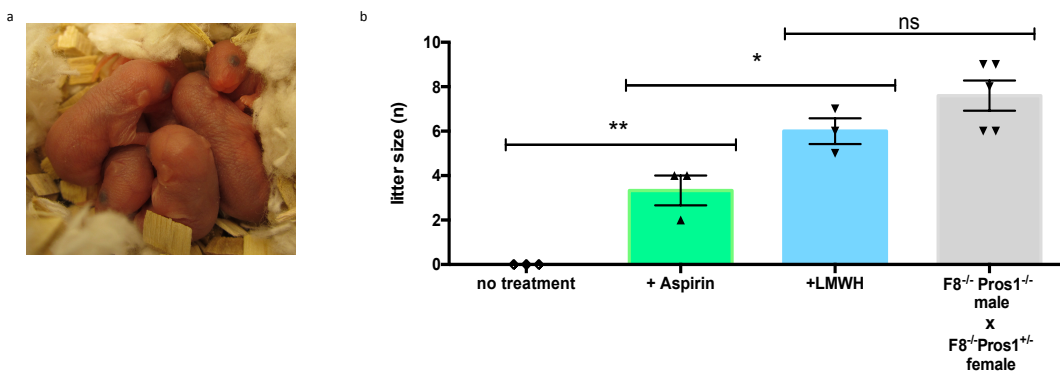 a
b
ns
*
**
10
8
6
4
2
0
litter size (n)
no treatment
+ Aspirin
+LMWH
F8-/- Pros1-/-
male
x
F8-/-Pros1+/-
female